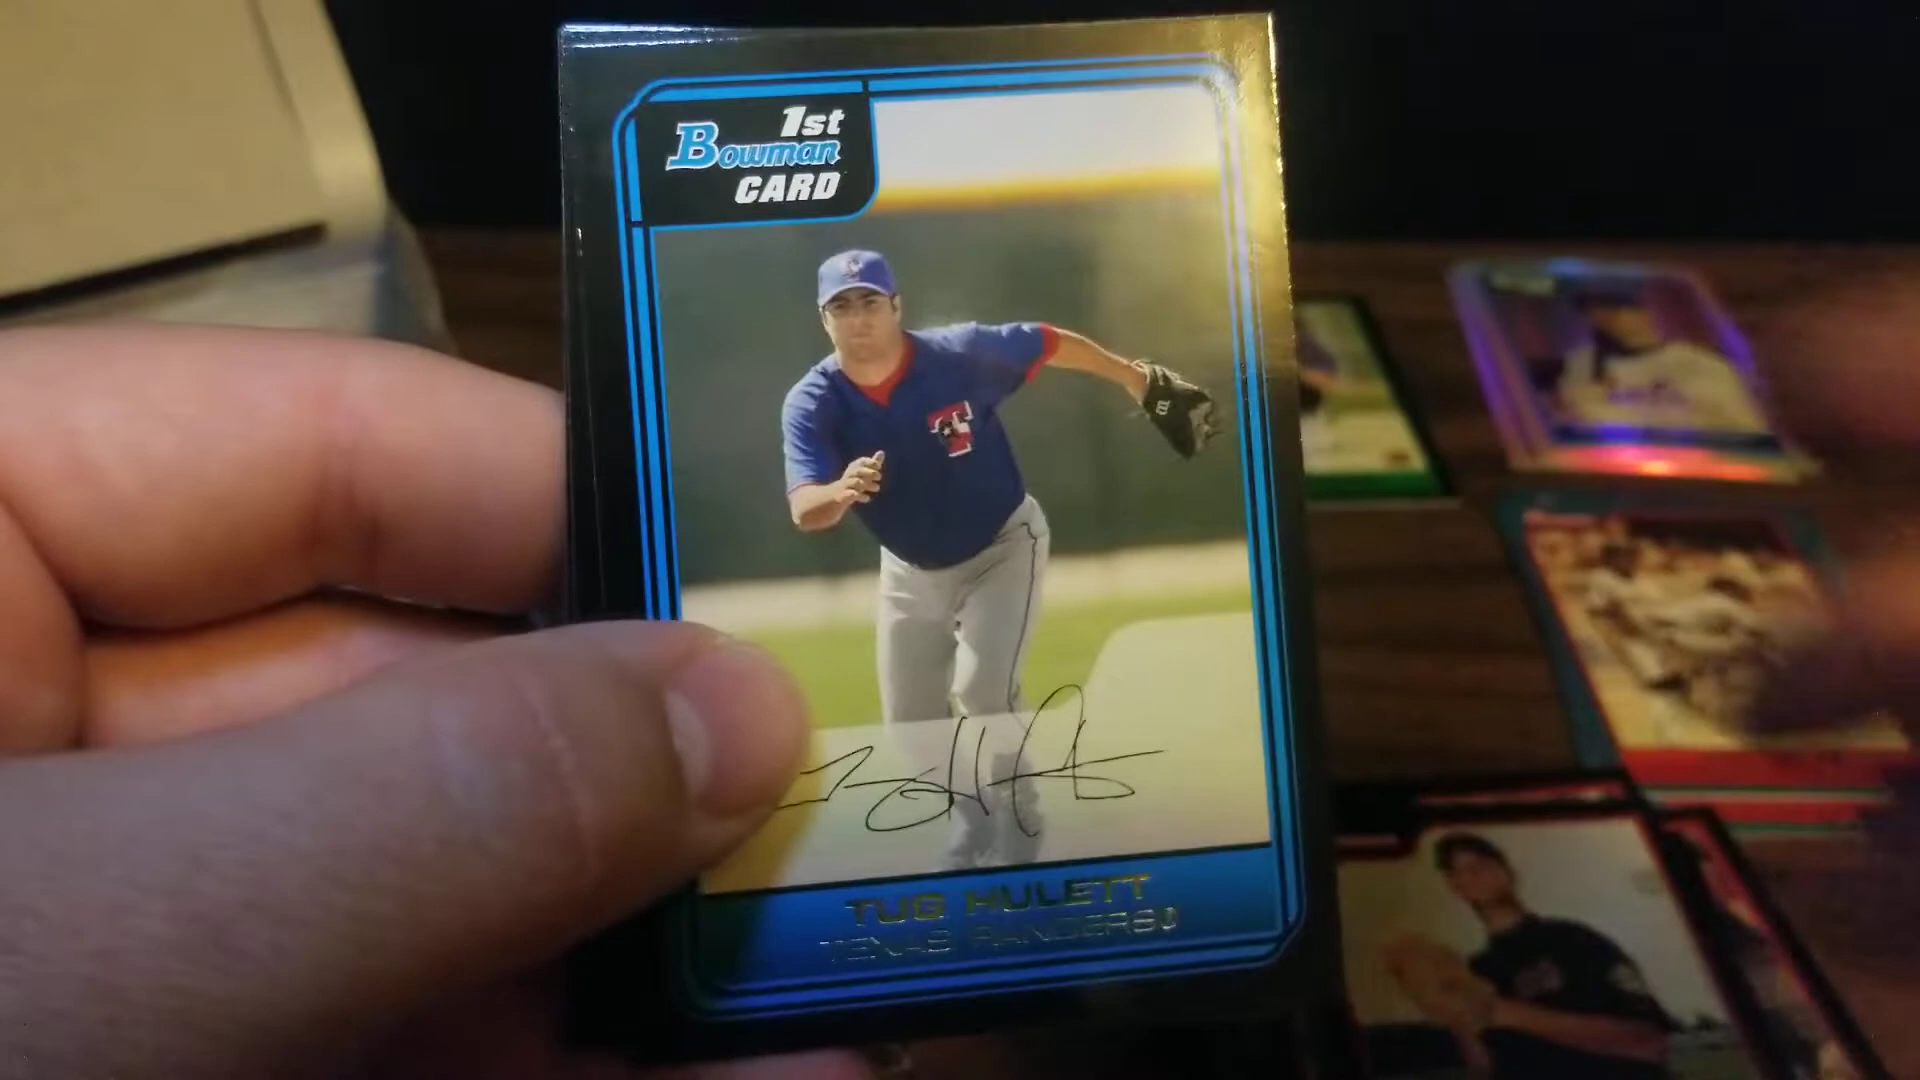 1st
Bowman
CARD
T
TUG HULETT
TEXAS RANGERS